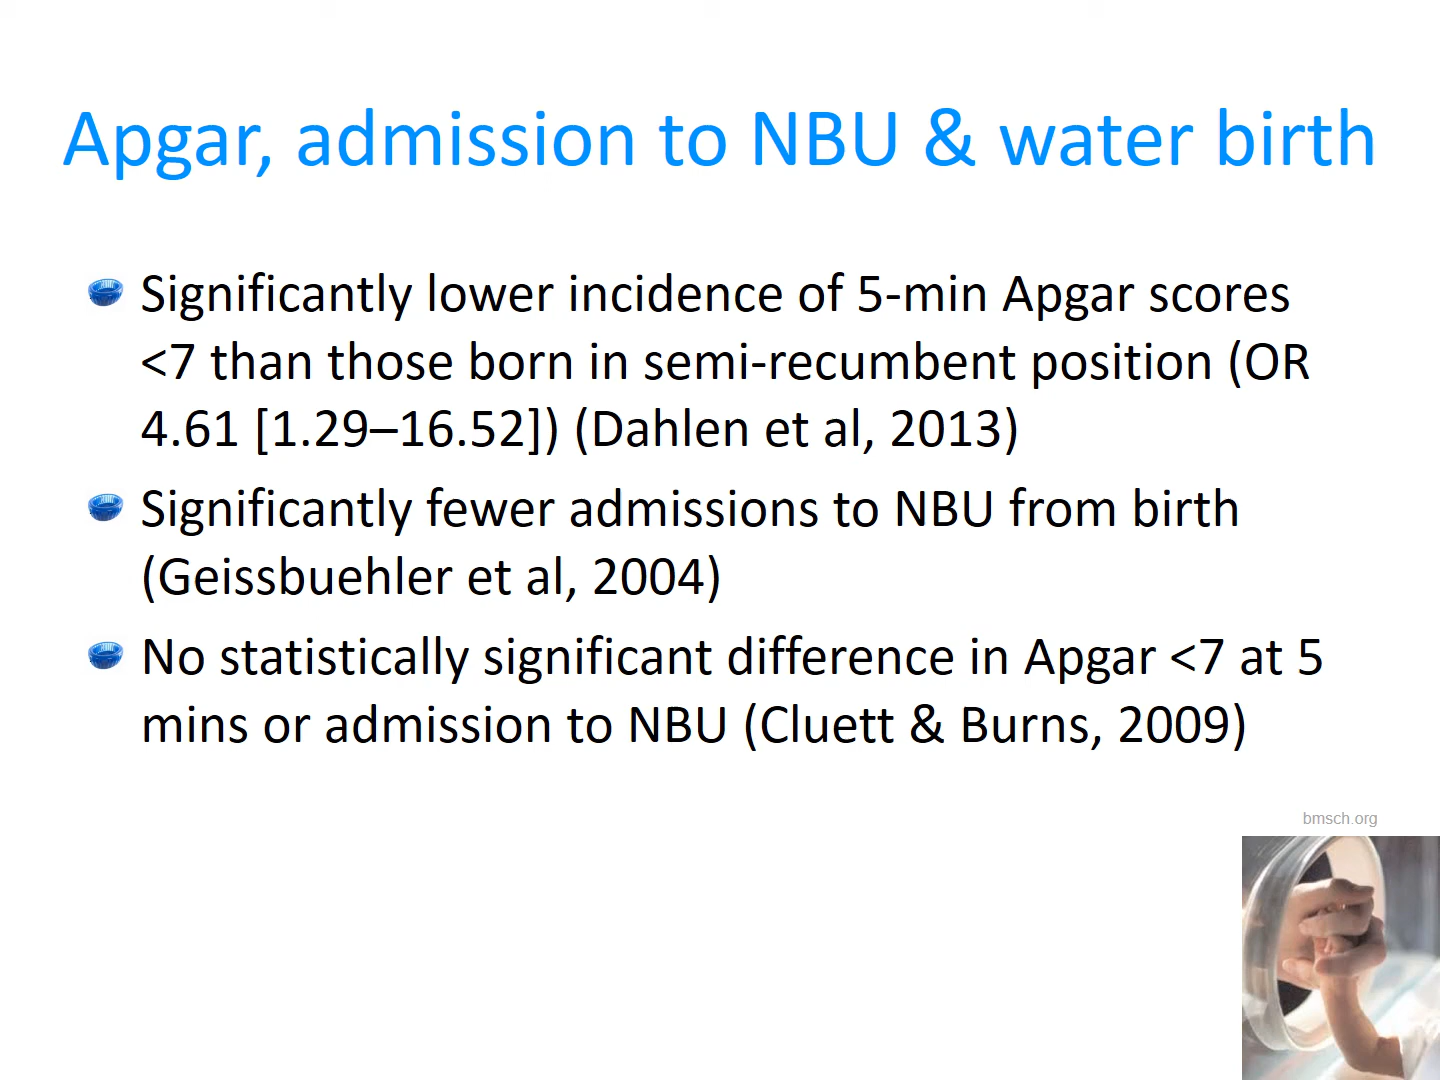 Apgar, admission to NBU & water birth
Significantly lower incidence of 5-min Apgar scores
<7 than those born in semi-recumbent position (OR
4.61 [1.29–16.52]) (Dahlen et al, 2013)
Significantly fewer admissions to NBU from birth
(Geissbuehler et al, 2004)
No statistically significant difference in Apgar <7 at 5
mins or admission to NBU (Cluett & Burns, 2009)
bmsch.org